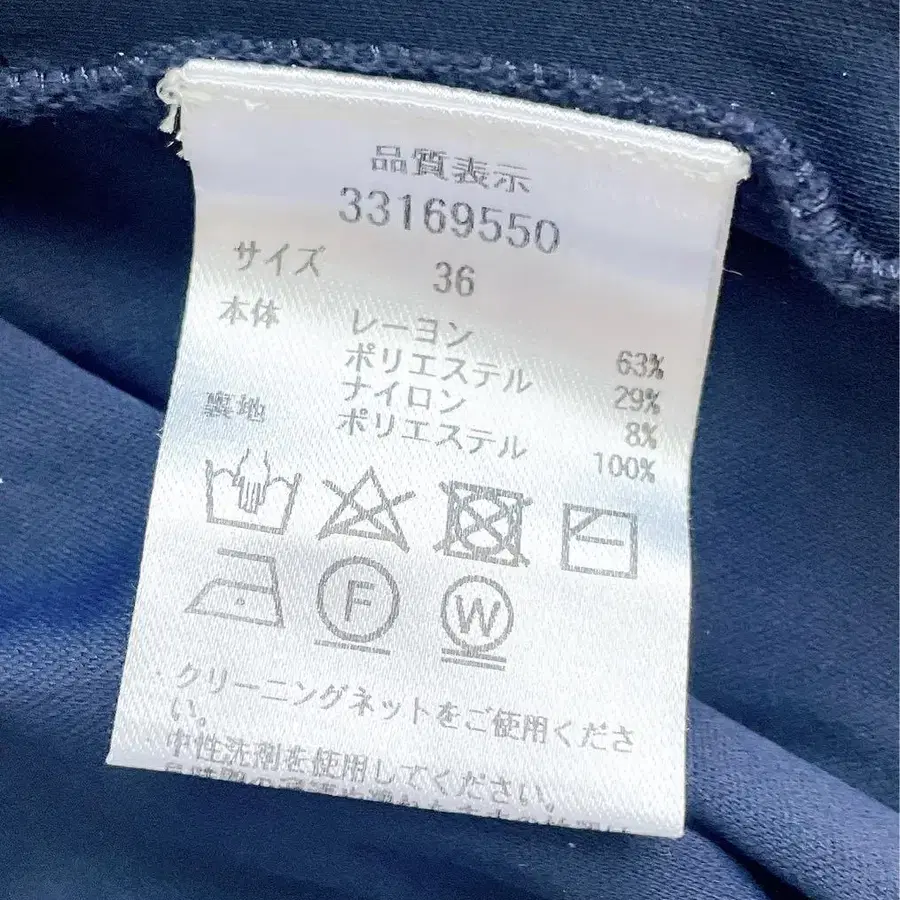 品質表示
33169550
サイズ 36
本体 レーヨン 63%
ポリエステル 29%
ナイロン 8%
裏地 ポリエステル 100%
F W
・クリーニングネットをご使用くださ
い。
中性洗剤を使用してください。